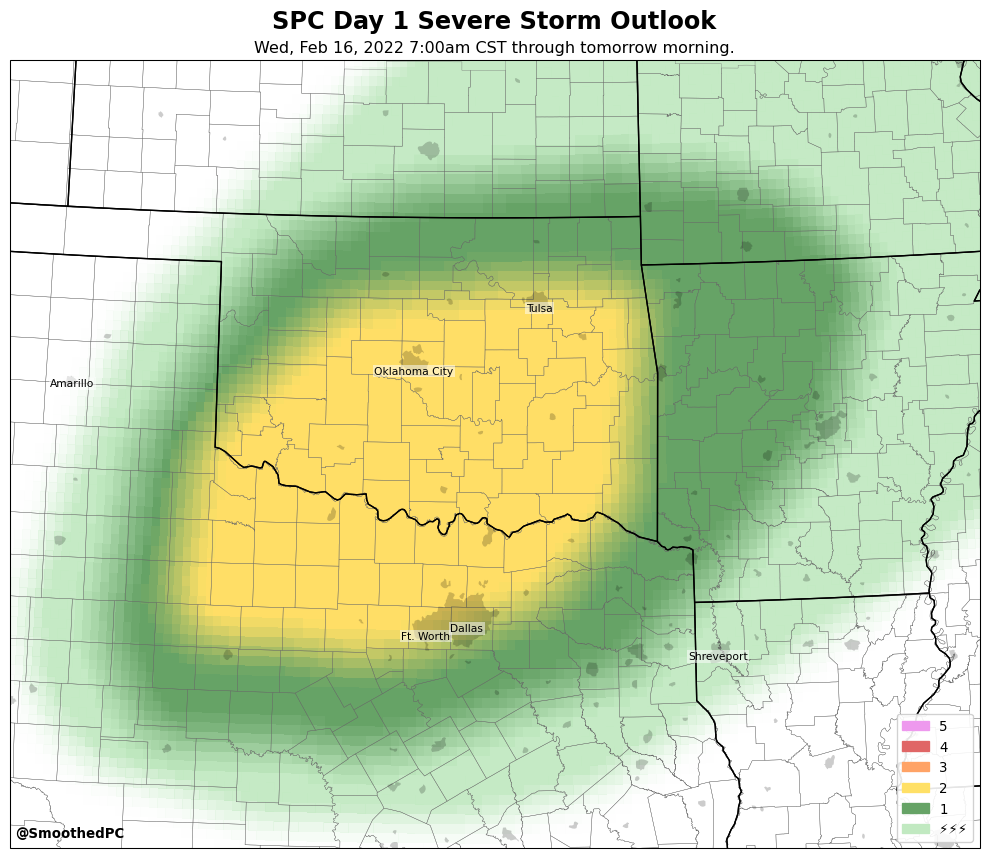 SPC Day 1 Severe Storm Outlook
Wed, Feb 16, 2022 7:00am CST through tomorrow morning.
Tulsa
Oklahoma City
Amarillo
Dallas
Ft. Worth
Shreveport
5
4
3
2
1
⚡⚡⚡
@SmoothedPC